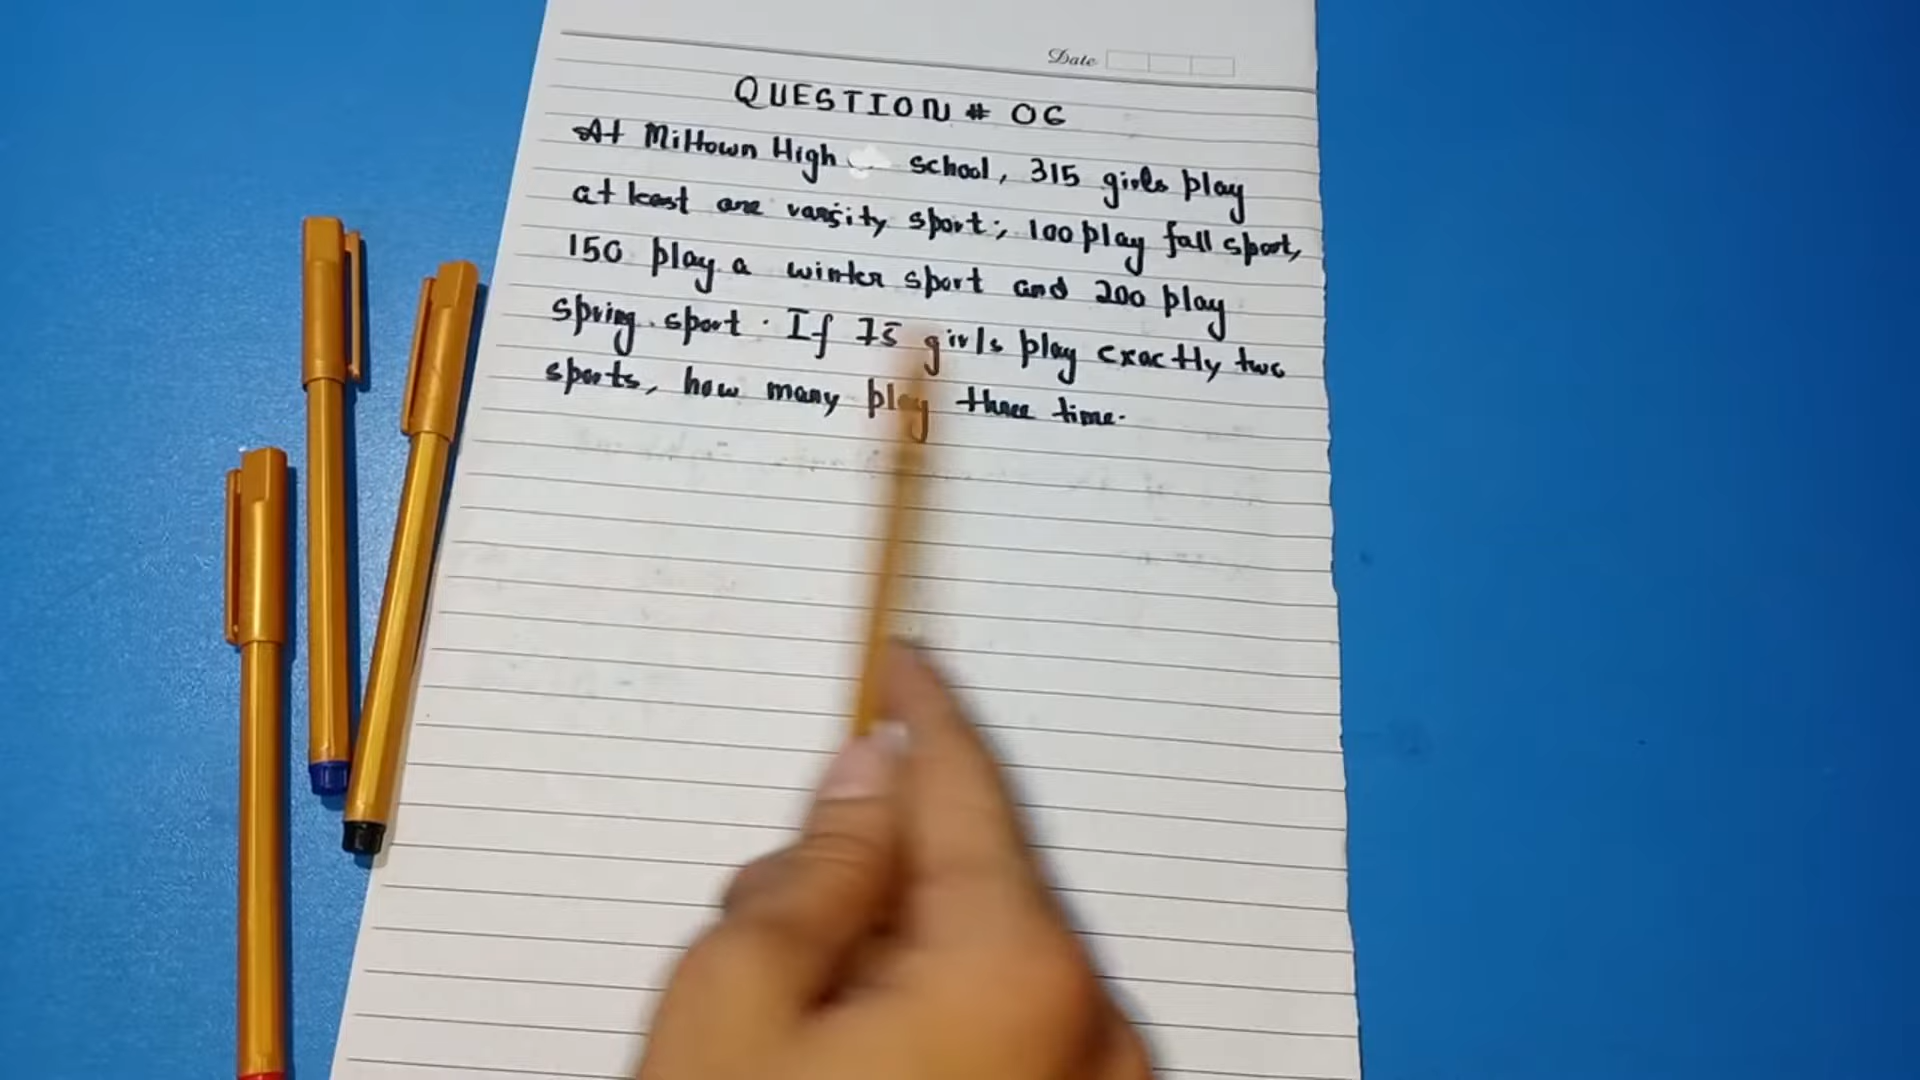 Date
QUESTION # 06
At Milltown High school, 315 girls play
at least one varsity sport; 100 play fall sport,
150 play a winter sport and 200 play
spring sport. If 75 girls play exactly two
sports, how many play three time.